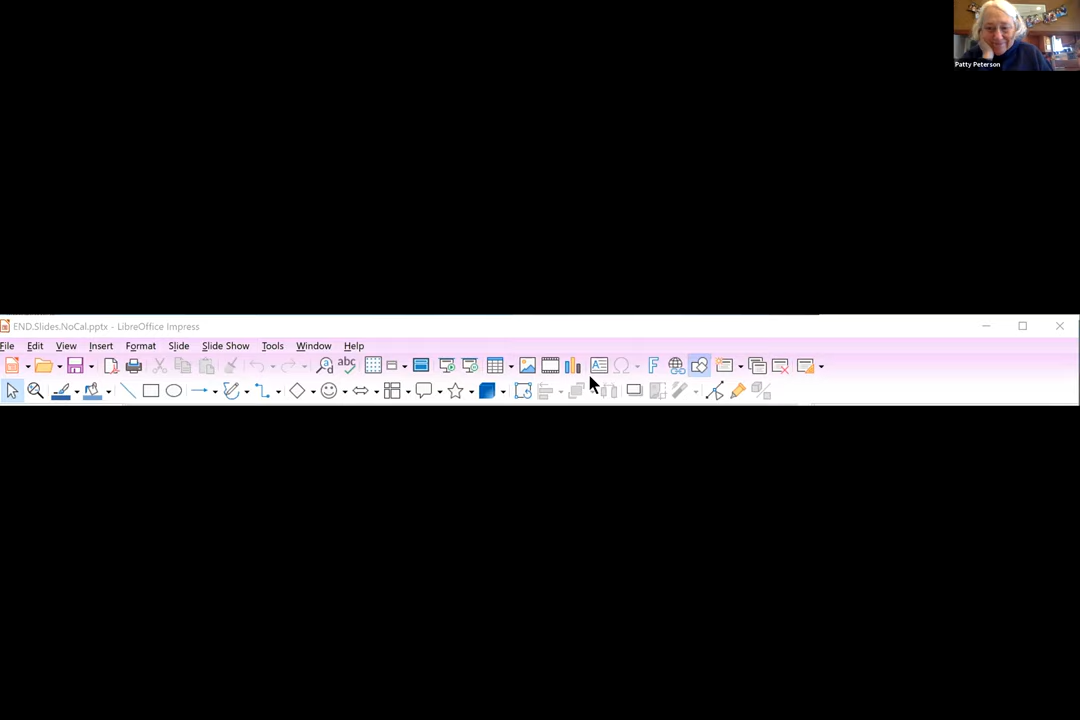 Patty Peterson
END.Slides.NoCal.pptx - LibreOffice Impress
File Edit View Insert Format Slide Slide Show Tools Window Help
abc